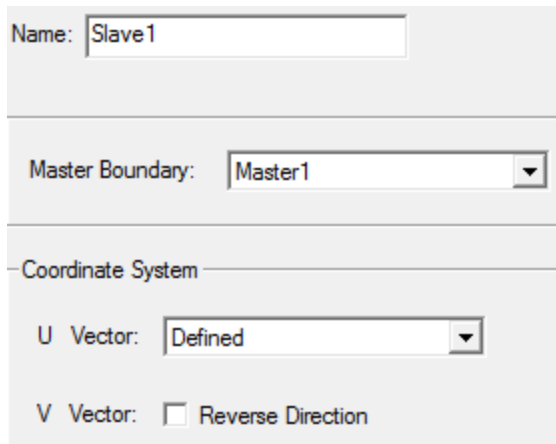 Name: Slave1
Master Boundary: Master1
Coordinate System
U Vector: Defined
V Vector: Reverse Direction